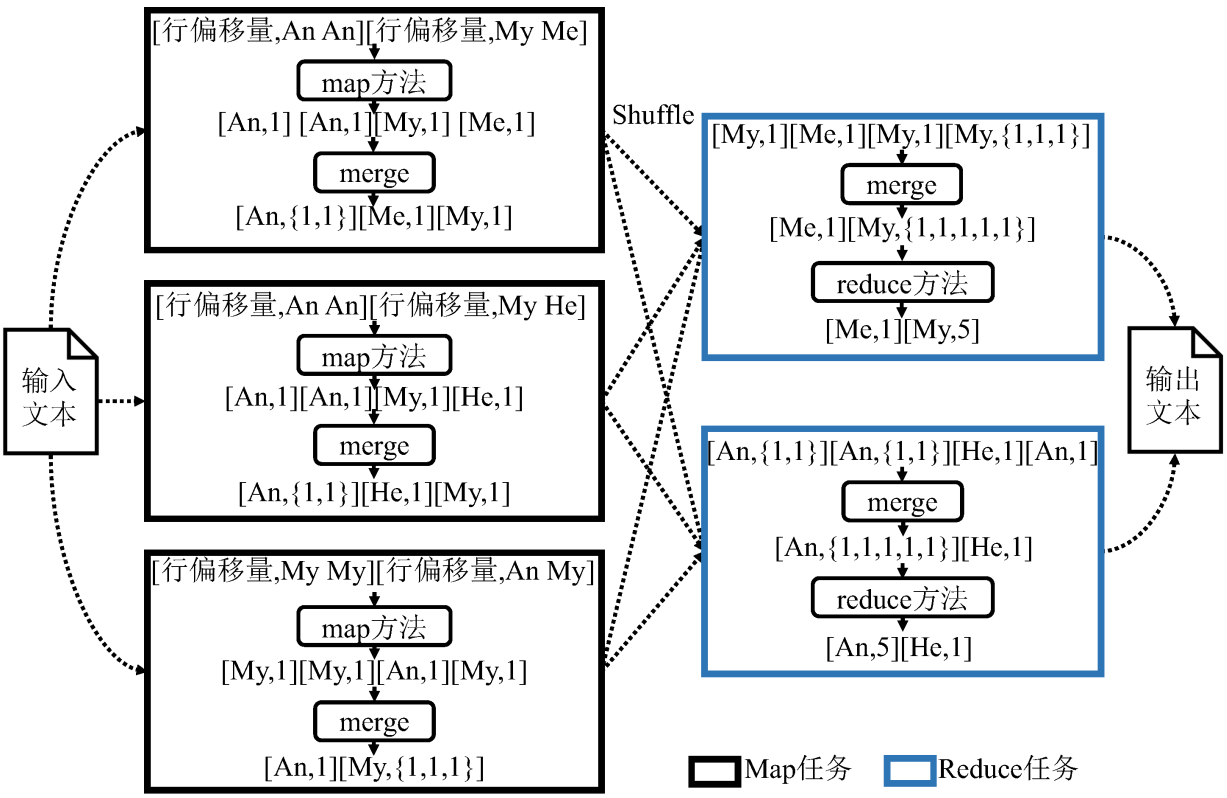 输入
文本
[行偏移量,An An][行偏移量,My Me]
map方法
[An,1] [An,1][My,1] [Me,1]
merge
[An,{1,1}][Me,1][My,1]
[行偏移量,An An][行偏移量,My He]
map方法
[An,1][An,1][My,1][He,1]
merge
[An,{1,1}][He,1][My,1]
[行偏移量,My My][行偏移量,An My]
map方法
[My,1][My,1][An,1][My,1]
merge
[An,1][My,{1,1,1}]
Shuffle
[My,1][Me,1][My,1][My,{1,1,1}]
merge
[Me,1][My,{1,1,1,1,1}]
reduce方法
[Me,1][My,5]
[An,{1,1}][An,{1,1}][He,1][An,1]
merge
[An,{1,1,1,1,1}][He,1]
reduce方法
[An,5][He,1]
输出
文本
Map任务
Reduce任务